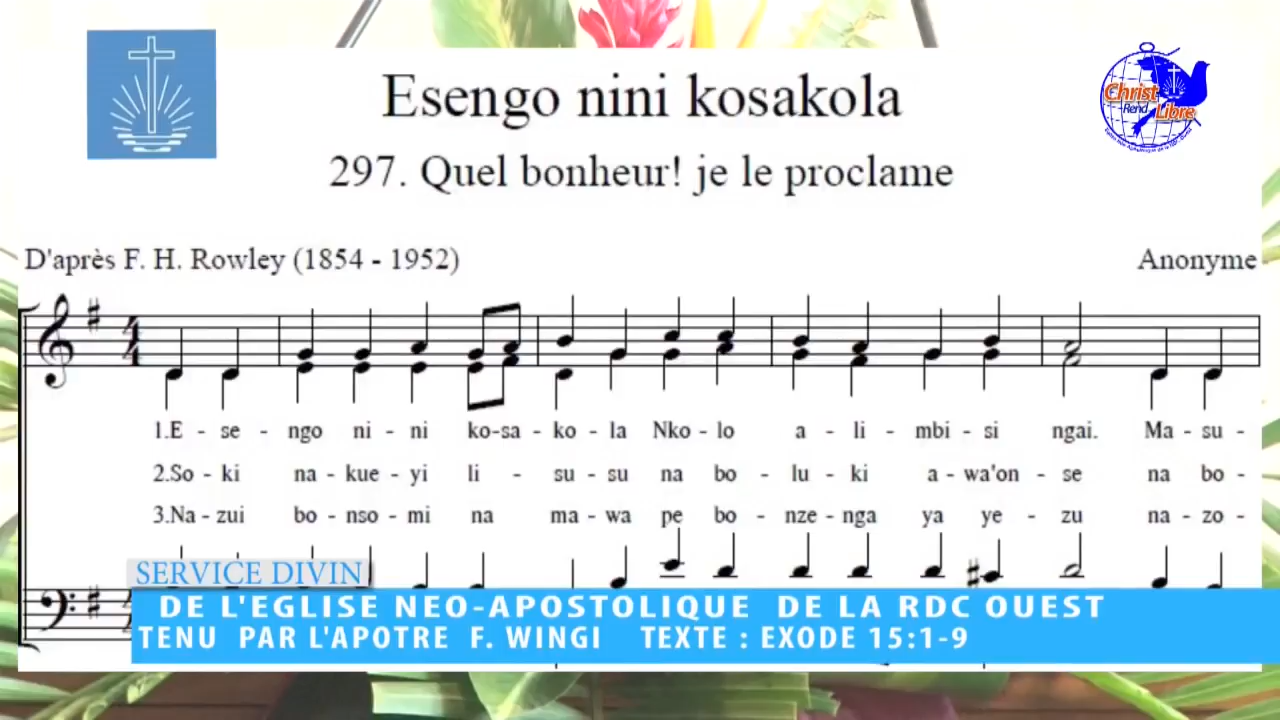 Esengo nini kosakola
297. Quel bonheur! je le proclame
Christ
Rend
Libre
D'après F. H. Rowley (1854 - 1952)
Anonyme
1.E - se - ngo ni - ni ko-sa - ko - la Nko - lo a - li - mbi - si ngai. Ma - su -
2.So - ki na - kue - yi li - su - su na bo - lu - ki a - wa'on - se na bo -
3.Na - zui bo - nso - mi na ma - wa pe bo - nze - nga ya ye - zu na - zo -
SERVICE DIVIN
DE L'EGLISE NEO-APOSTOLIQUE DE LA RDC OUEST
TENU PAR L'APOTRE F. WINGI TEXTE : EXODE 15:1-9